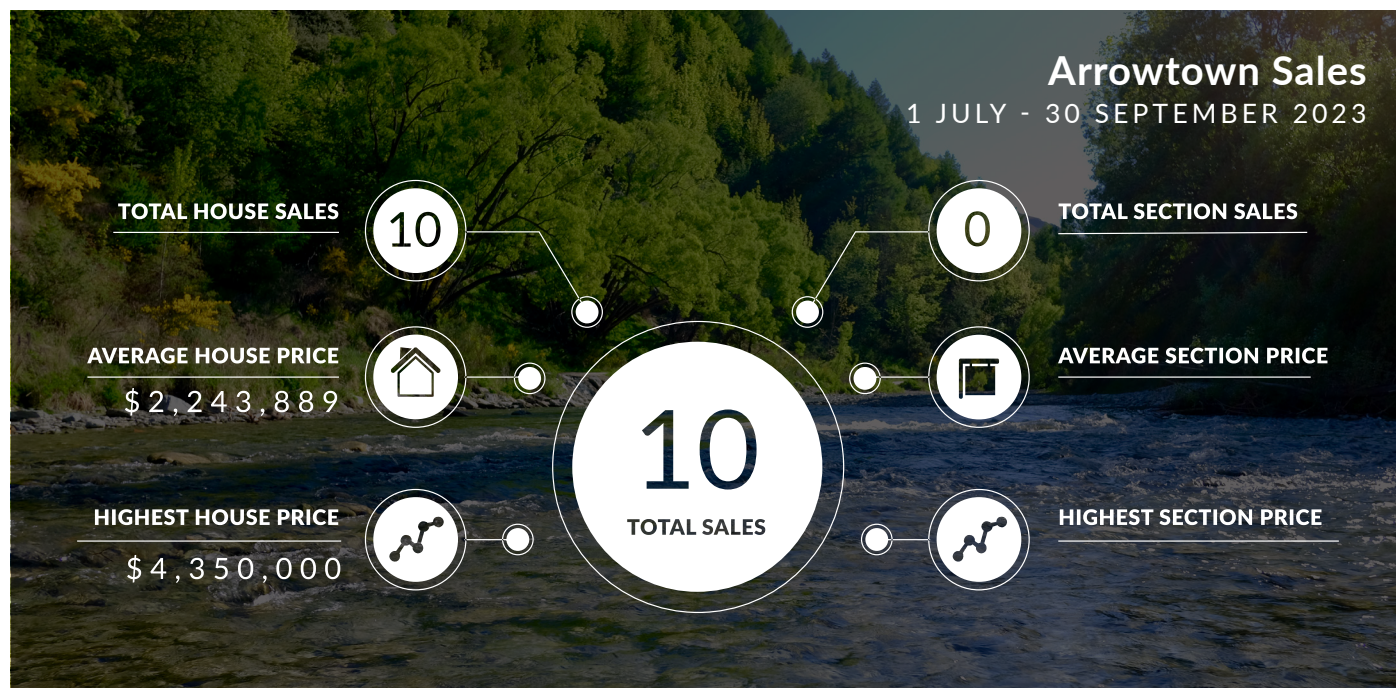 Arrowtown Sales
1 JULY - 30 SEPTEMBER 2023
TOTAL HOUSE SALES
10
AVERAGE HOUSE PRICE
$2,243,889
HIGHEST HOUSE PRICE
$4,350,000
10
TOTAL SALES
0
TOTAL SECTION SALES
AVERAGE SECTION PRICE
HIGHEST SECTION PRICE